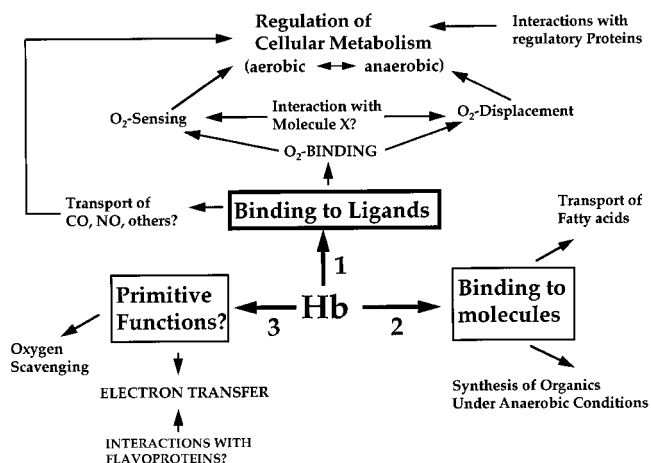 Regulation of
Cellular Metabolism
(aerobic anaerobic)
Interactions with
regulatory Proteins
O₂-Sensing
Interaction with
Molecule X?
O₂-Displacement
O₂-BINDING
Transport of
CO, NO, others?
Binding to Ligands
Transport of
Fatty acids
1
Primitive
Functions?
3
Hb
2
Binding to
molecules
Oxygen
Scavenging
ELECTRON TRANSFER
Synthesis of Organics
Under Anaerobic Conditions
INTERACTIONS WITH
FLAVOPROTEINS?